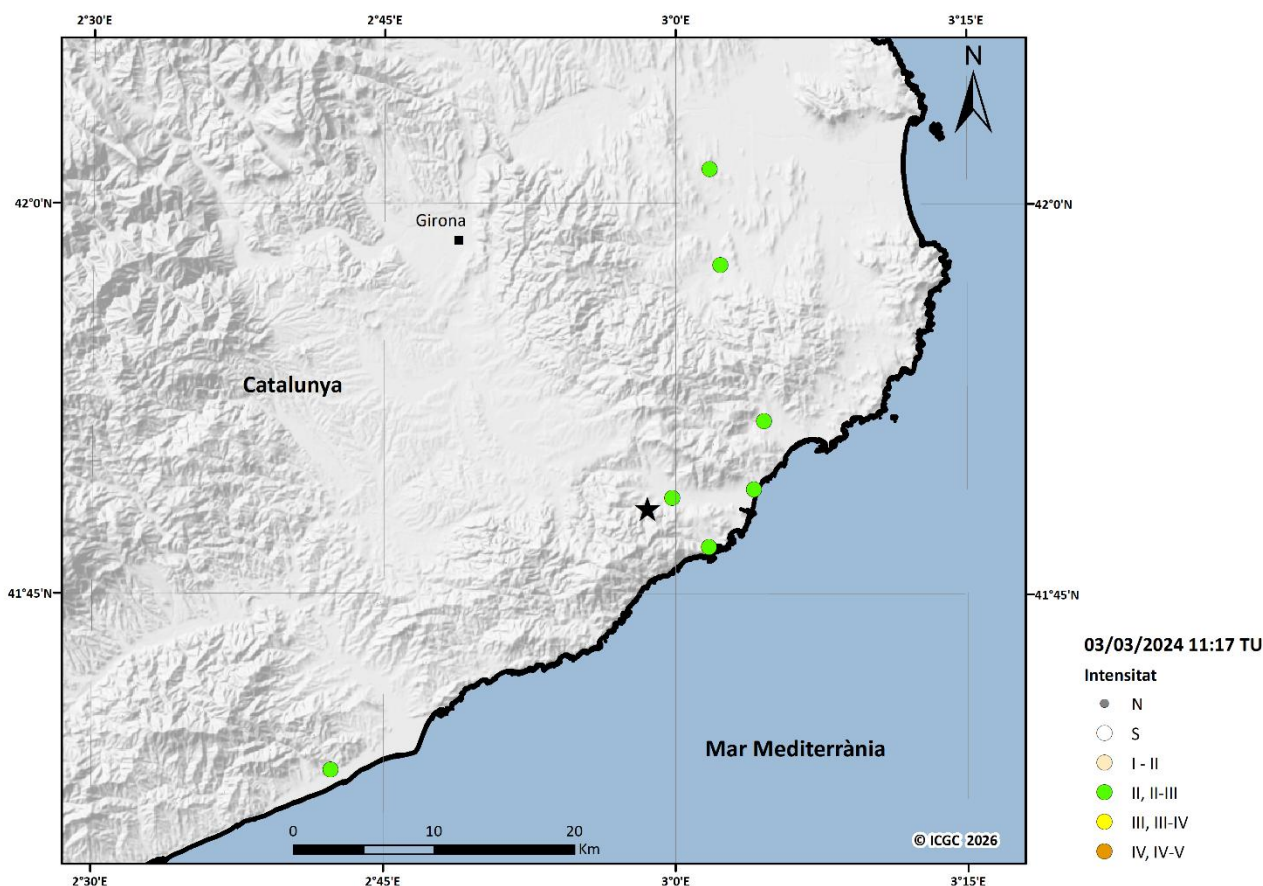 2°30'E 2°45'E 3°0'E 3°15'E
N
42°0'N 42°0'N
Girona
Catalunya
41°45'N 41°45'N
03/03/2024 11:17 TU
Intensitat
N
S
I - II
II, II-III
III, III-IV
IV, IV-V
Mar Mediterrània
0 10 20
Km
© ICGC 2026
2°30'E 2°45'E 3°0'E 3°15'E